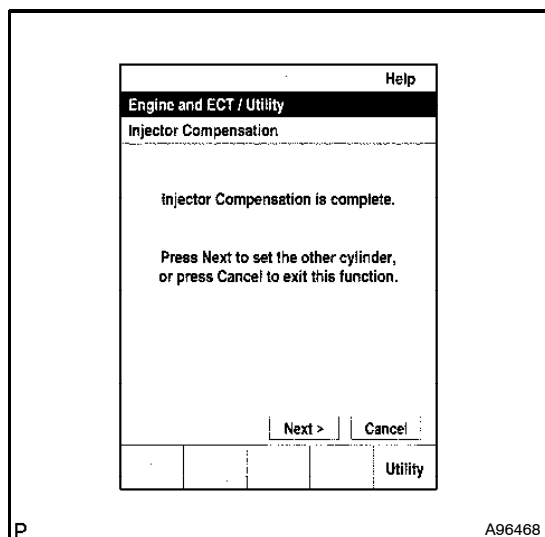 Help
Engine and ECT / Utility
Injector Compensation
Injector Compensation is complete.
Press Next to set the other cylinder,
or press Cancel to exit this function.
Next > Cancel
Utility
P A96468